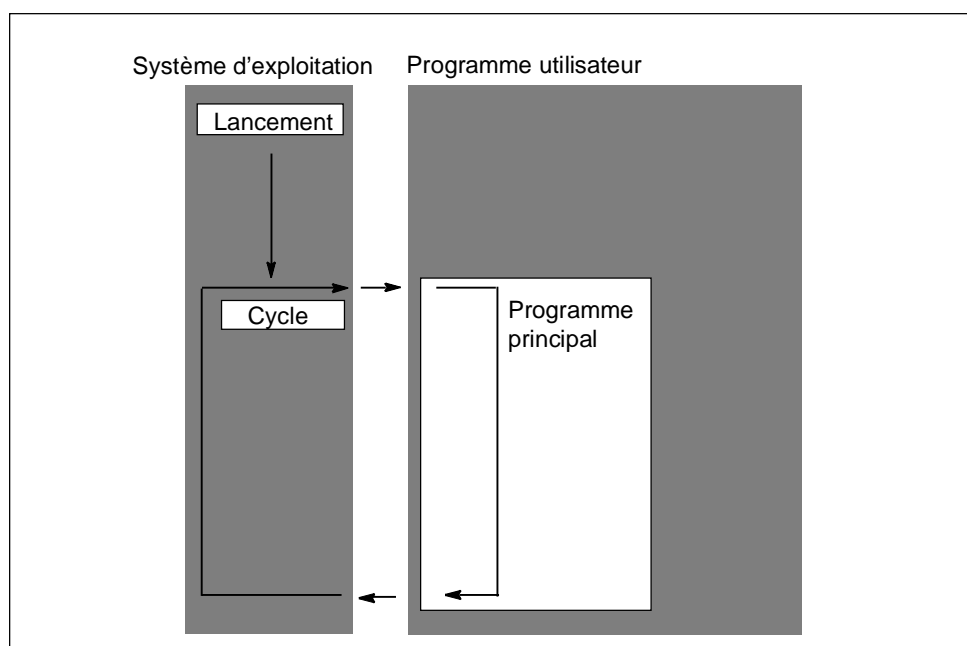 Système d'exploitation
Programme utilisateur
Lancement
Cycle
Programme
principal